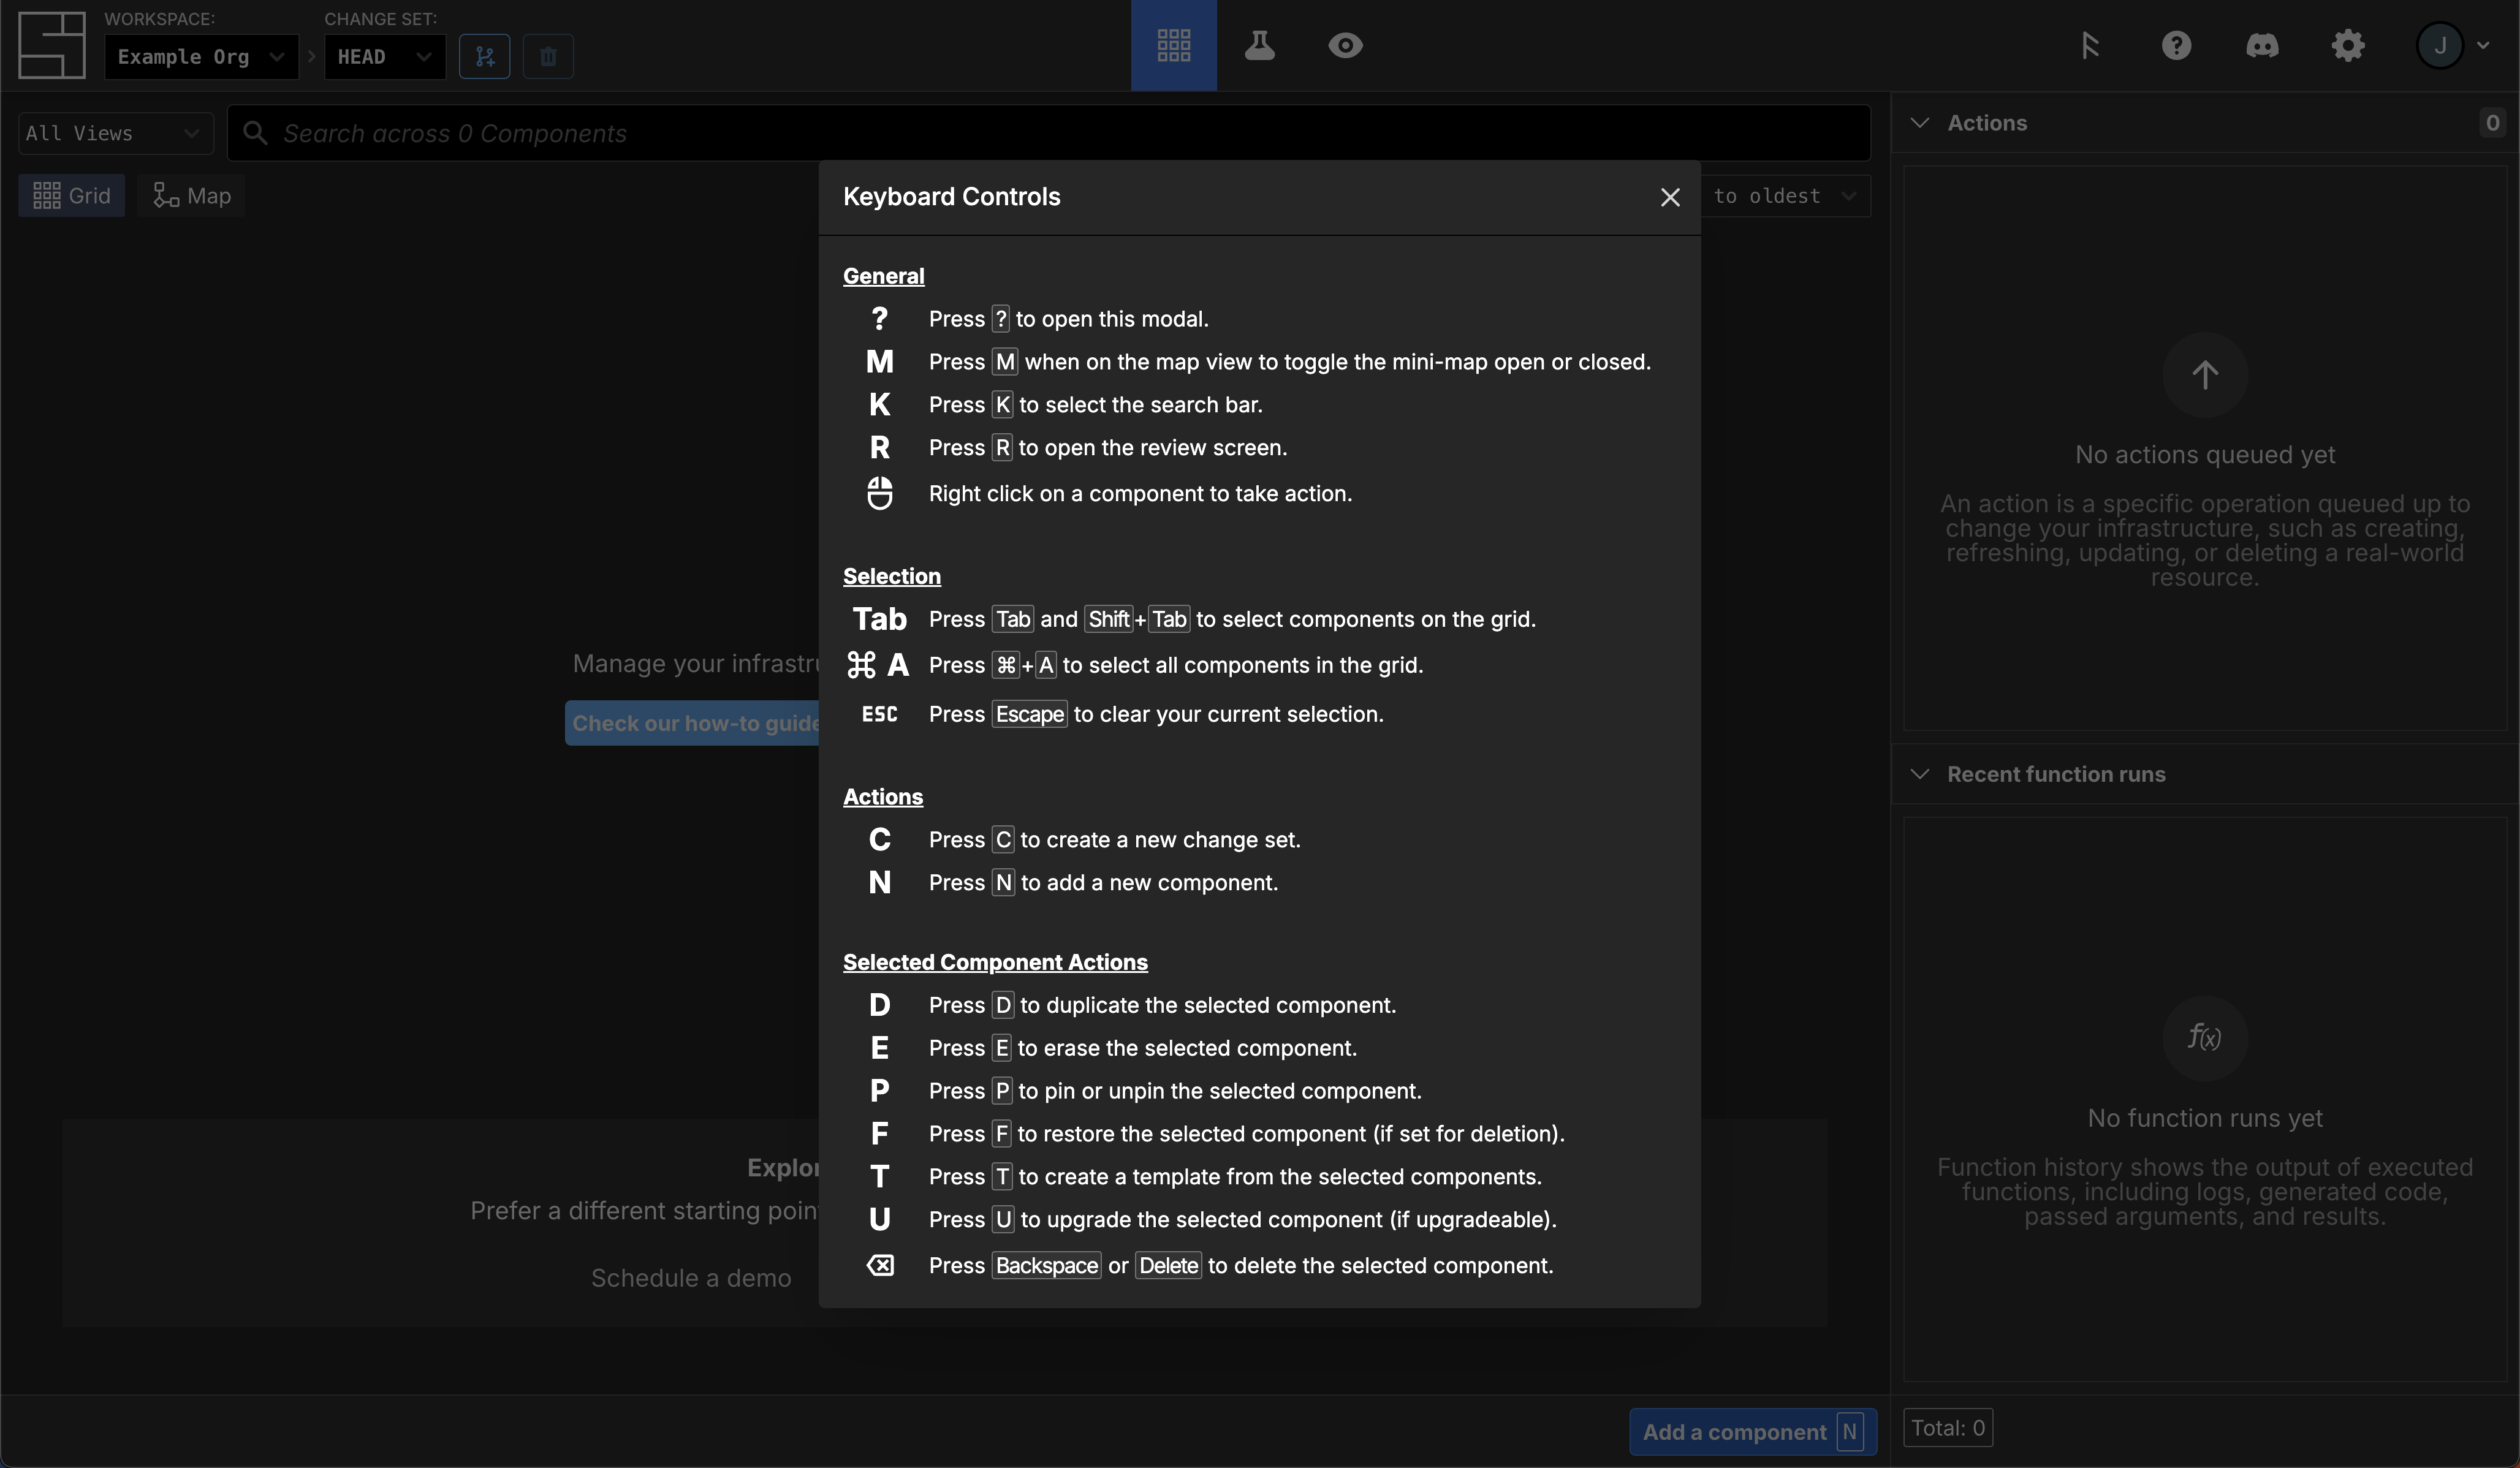 WORKSPACE:
CHANGE SET:
Example Org
HEAD
J
All Views
Search across 0 Components
Grid
Map
to oldest
Actions
0
No actions queued yet
An action is a specific operation queued up to
change your infrastructure, such as creating,
refreshing, updating, or deleting a real-world
resource.
Recent function runs
f(x)
No function runs yet
Function history shows the output of executed
functions, including logs, generated code,
passed arguments, and results.
Total: 0
Manage your
Check our how-to guide
Prefer a different starting point
Schedule a demo
Add a component N
Keyboard Controls
General
? Press ? to open this modal.
M Press M when on the map view to toggle the mini-map open or closed.
K Press K to select the search bar.
R Press R to open the review screen.
Right click on a component to take action.
Selection
Tab Press Tab and Shift+Tab to select components on the grid.
⌘ A Press ⌘+A to select all components in the grid.
ESC Press Escape to clear your current selection.
Actions
C Press C to create a new change set.
N Press N to add a new component.
Selected Component Actions
D Press D to duplicate the selected component.
E Press E to erase the selected component.
P Press P to pin or unpin the selected component.
F Press F to restore the selected component (if set for deletion).
T Press T to create a template from the selected components.
U Press U to upgrade the selected component (if upgradeable).
Press Backspace or Delete to delete the selected component.